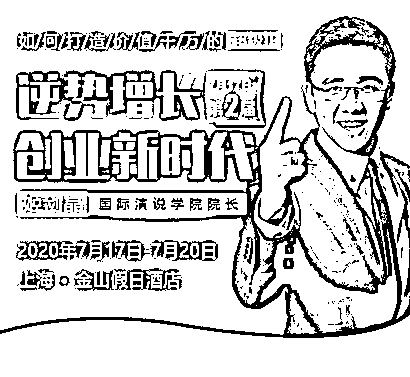 如何打造价值千万的
逆势增长
第2届
创业新时代
国际演说学院院长
2020年7月17日-7月20日
上海。金山假日酒店